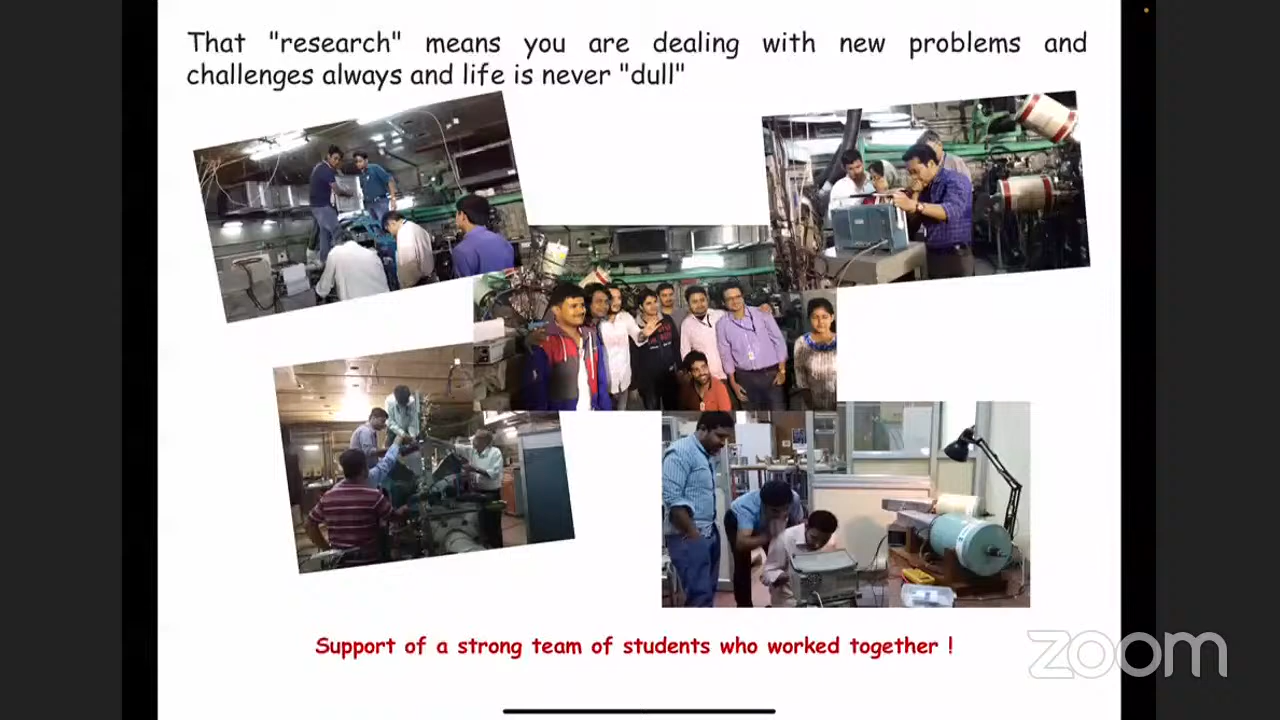 That "research" means you are dealing with new problems and
challenges always and life is never "dull"
Support of a strong team of students who worked together !
zoom